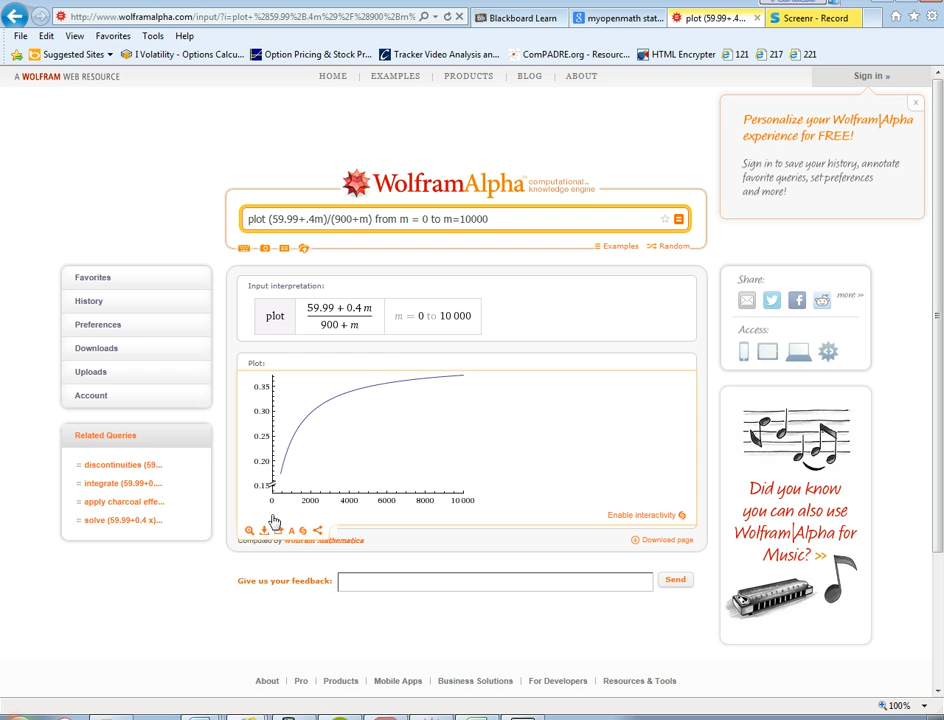 http://www.wolframalpha.com/input/?i=plot+%2859.99%2B.4m%29%2F%28900%2Bm%
Blackboard Learn
myopenmath stat...
plot (59.99+.4...
Screenr - Record
File Edit View Favorites Tools Help
Suggested Sites
I Volatility - Options Calcu...
Option Pricing & Stock Pr...
Tracker Video Analysis an...
ComPADRE.org - Resourc...
HTML Encrypter
121
217
221
A WOLFRAM WEB RESOURCE
HOME EXAMPLES PRODUCTS BLOG ABOUT
Sign in »
x
Personalize your Wolfram|Alpha
experience for FREE!
Sign in to save your history, annotate
favorite queries, set preferences
and more!
WolframAlpha computational knowledge engine
plot (59.99+.4m)/(900+m) from m = 0 to m=10000
Examples Random
Favorites
History
Preferences
Downloads
Uploads
Account
Related Queries
= discontinuities (59...
= integrate (59.99+0....
= apply charcoal effe...
= solve (59.99+0.4 x)...
Input interpretation:
plot
59.99 + 0.4 m
900 + m
m = 0 to 10 000
Plot:
0.35
0.30
0.25
0.20
0.15
0 2000 4000 6000 8000 10 000
Enable interactivity
A
Computed by Wolfram Mathematica
Download page
Give us your feedback:
Send
Share:
more »
Access:
Did you know
you can also use
Wolfram|Alpha for
Music? >>
About Pro Products Mobile Apps Business Solutions For Developers Resources & Tools
100%